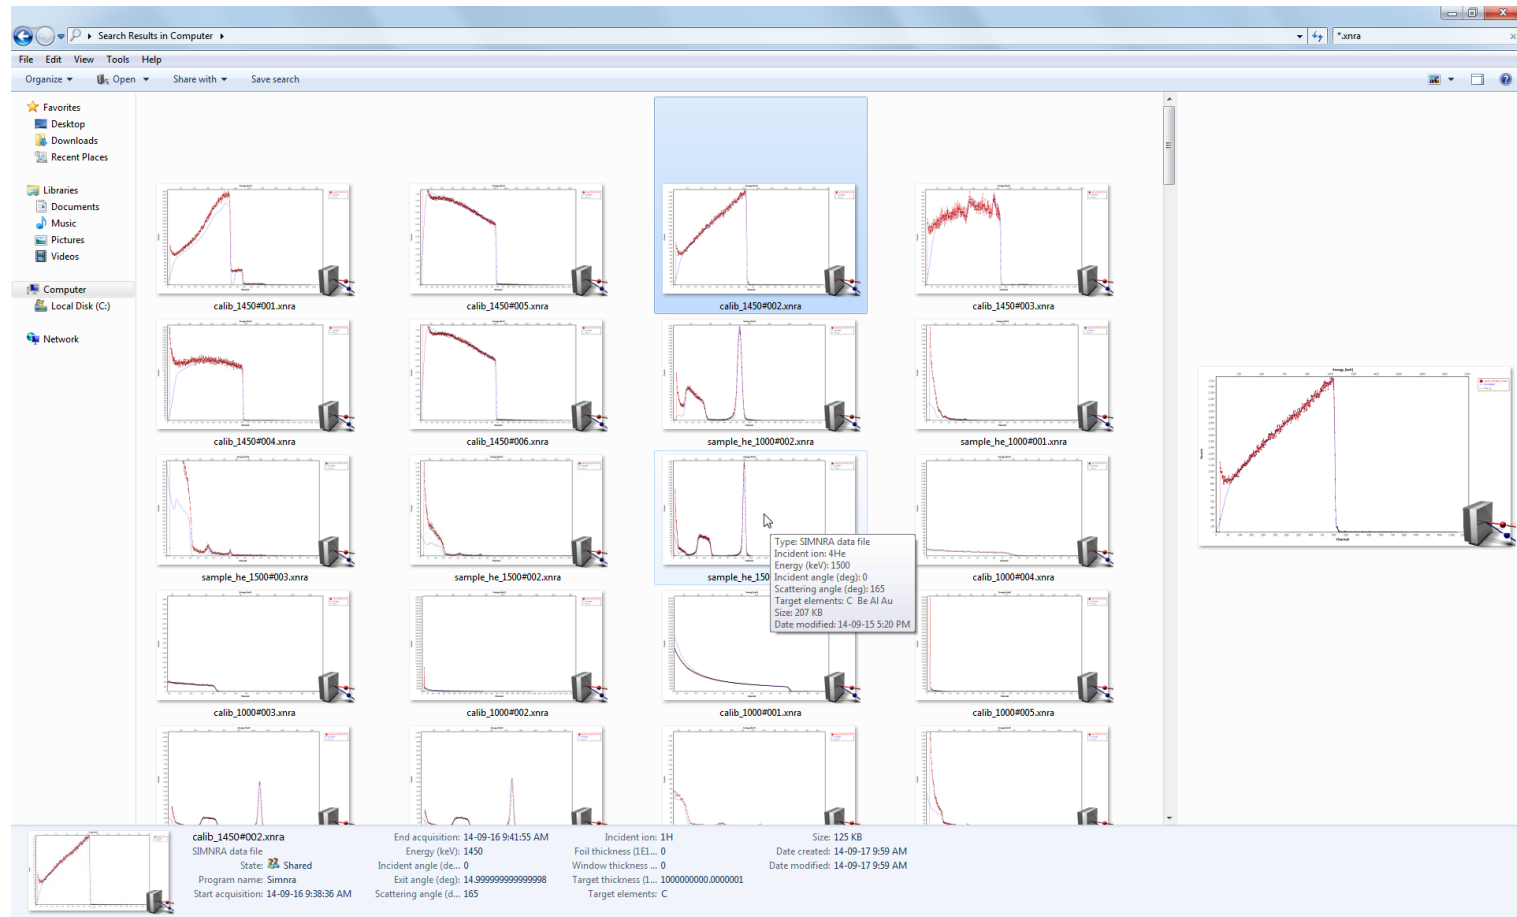 Search Results in Computer
*.xnra
File Edit View Tools Help
Organize Open Share with Save search
Favorites
Desktop
Downloads
Recent Places
Libraries
Documents
Music
Pictures
Videos
Computer
Local Disk (C:)
Network
calib_1450#001.xnra calib_1450#005.xnra calib_1450#002.xnra calib_1450#003.xnra
calib_1450#004.xnra calib_1450#006.xnra sample_he_1000#002.xnra sample_he_1000#001.xnra
sample_he_1500#003.xnra sample_he_1500#002.xnra sample_he_150 calib_1000#004.xnra
Type: SIMNRA data file
Incident ion: 4He
Energy (keV): 1500
Incident angle (deg): 0
Scattering angle (deg): 165
Target elements: C Be Al Au
Size: 207 KB
Date modified: 14-09-15 5:20 PM
calib_1000#003.xnra calib_1000#002.xnra calib_1000#001.xnra calib_1000#005.xnra
Energy [keV]
Channel
calib_1450#002.xnra End acquisition: 14-09-16 9:41:55 AM Incident ion: 1H Size: 125 KB
SIMNRA data file Energy (keV): 1450 Foil thickness (1E1... 0 Date created: 14-09-17 9:59 AM
State: Shared Incident angle (de... 0 Window thickness ... 0 Date modified: 14-09-17 9:59 AM
Program name: Simnra Exit angle (deg): 14.999999999999998 Target thickness (1... 1000000000.0000001
Start acquisition: 14-09-16 9:38:36 AM Scattering angle (d... 165 Target elements: C